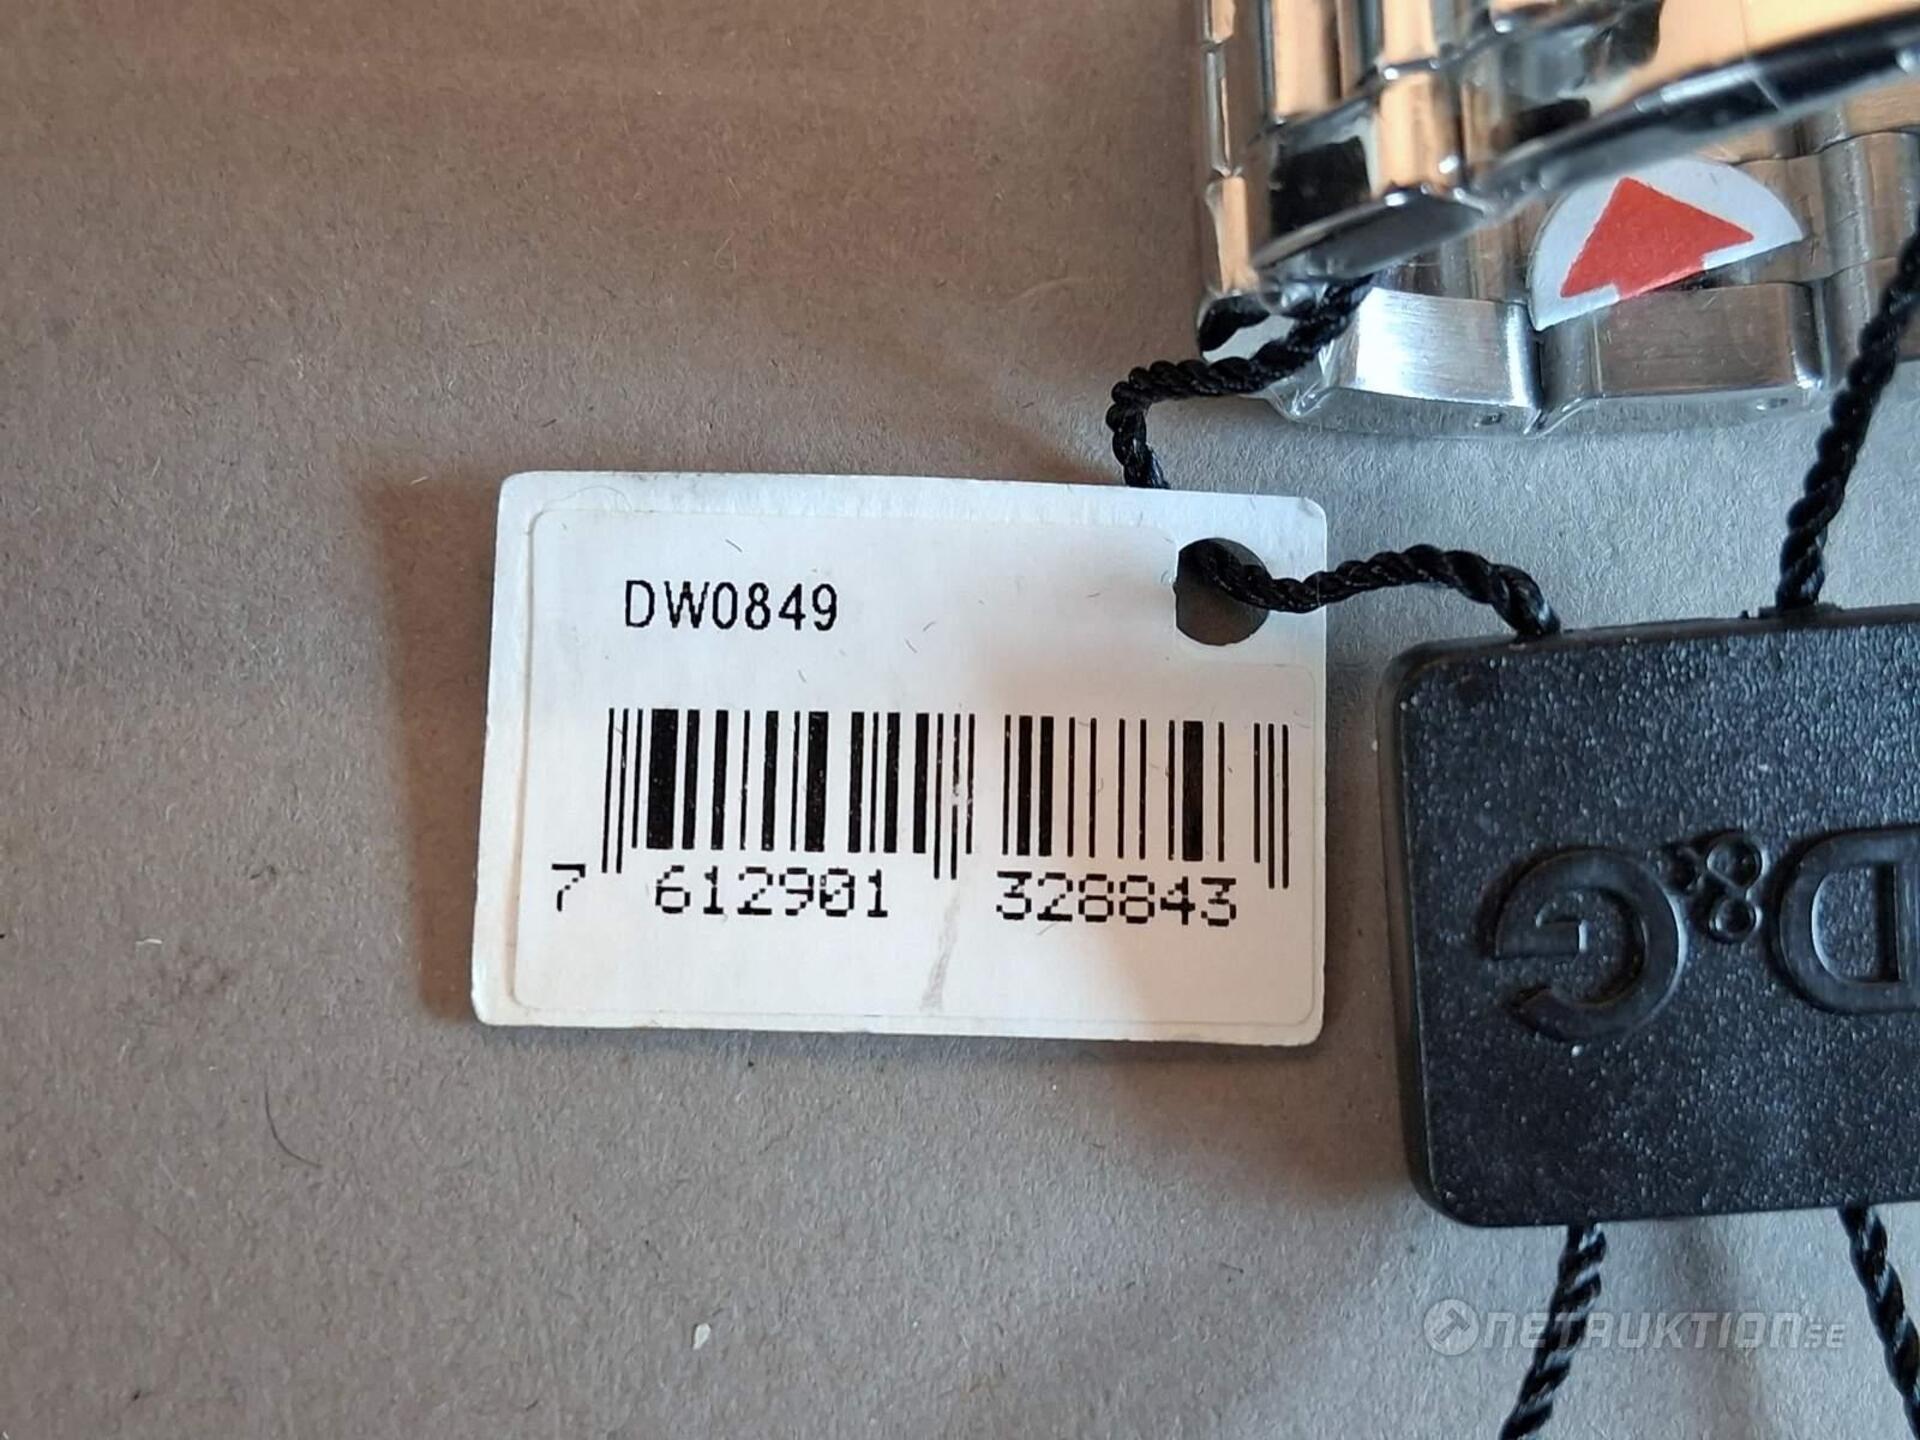 DW0849
7 612901 328843
D&G
NETRUKTION.SE